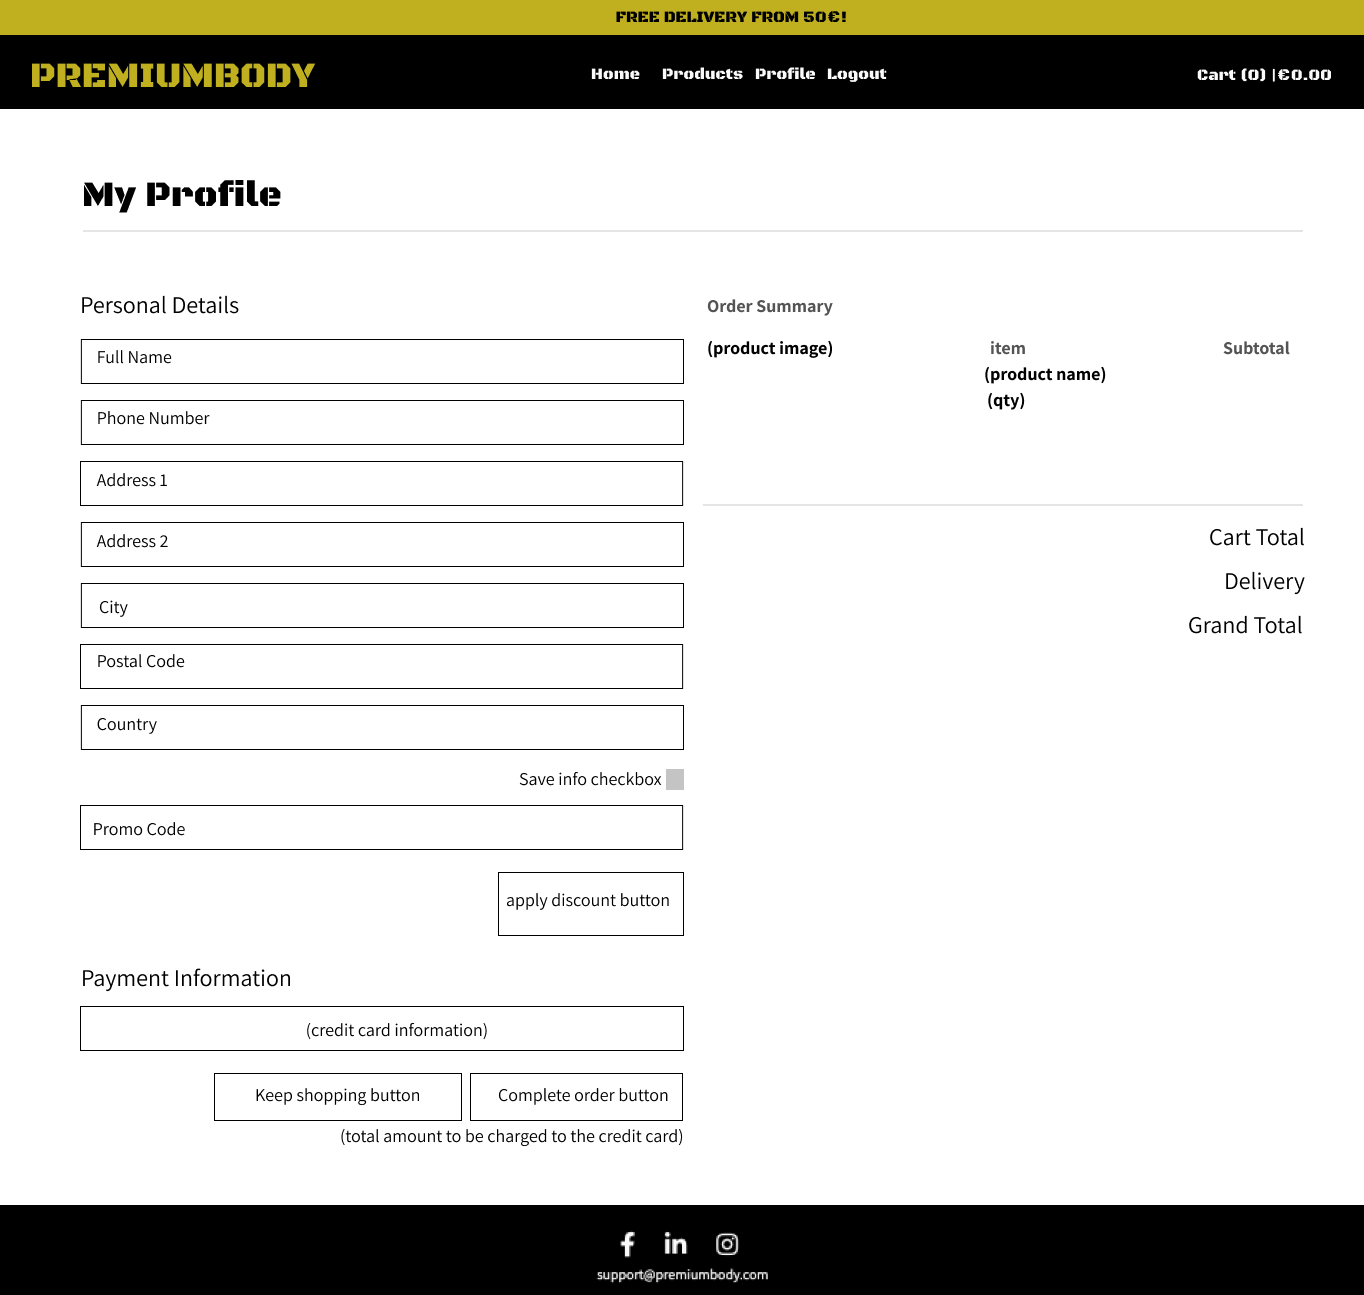 FREE DELIVERY FROM 50€!
PREMIUMBODY
Home Products Profile Logout
Cart (0) |€0.00
My Profile
Personal Details
Full Name
Phone Number
Address 1
Address 2
City
Postal Code
Country
Save info checkbox
Promo Code
apply discount button
Payment Information
(credit card information)
Keep shopping button
Complete order button
(total amount to be charged to the credit card)
Order Summary
(product image)
item
Subtotal
(product name)
(qty)
Cart Total
Delivery
Grand Total
support@premiumbody.com